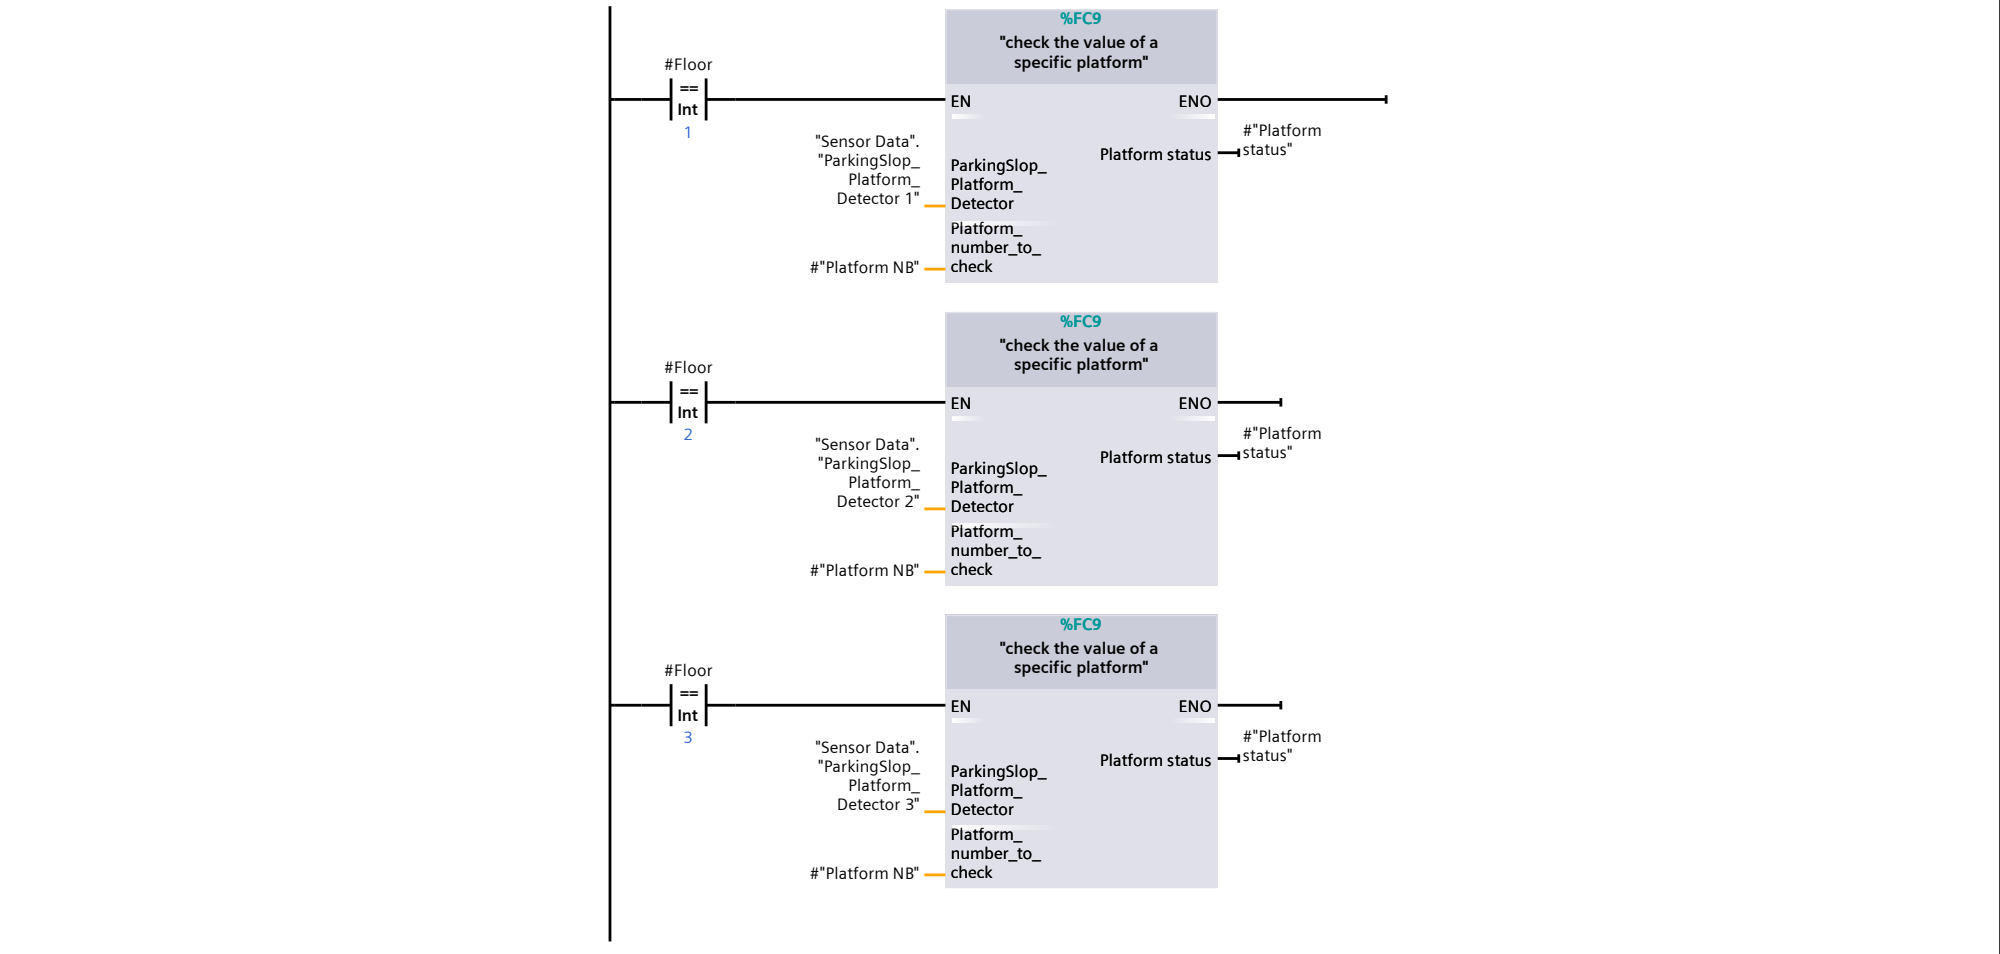 %FC9
"check the value of a
specific platform"
#Floor
==
Int
1
EN
ENO
"Sensor Data".
"ParkingSlop_
Platform_
Detector 1"
ParkingSlop_
Platform_
Detector
Platform status
#"Platform
status"
#"Platform NB"
Platform_
number_to_
check
%FC9
"check the value of a
specific platform"
#Floor
==
Int
2
EN
ENO
"Sensor Data".
"ParkingSlop_
Platform_
Detector 2"
ParkingSlop_
Platform_
Detector
Platform status
#"Platform
status"
#"Platform NB"
Platform_
number_to_
check
%FC9
"check the value of a
specific platform"
#Floor
==
Int
3
EN
ENO
"Sensor Data".
"ParkingSlop_
Platform_
Detector 3"
ParkingSlop_
Platform_
Detector
Platform status
#"Platform
status"
#"Platform NB"
Platform_
number_to_
check